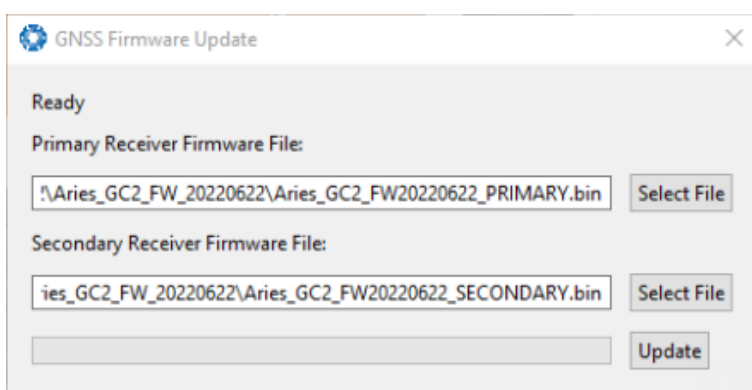 GNSS Firmware Update
Ready
Primary Receiver Firmware File:
\Aries_GC2_FW_20220622\Aries_GC2_FW20220622_PRIMARY.bin Select File
Secondary Receiver Firmware File:
ies_GC2_FW_20220622\Aries_GC2_FW20220622_SECONDARY.bin Select File
Update